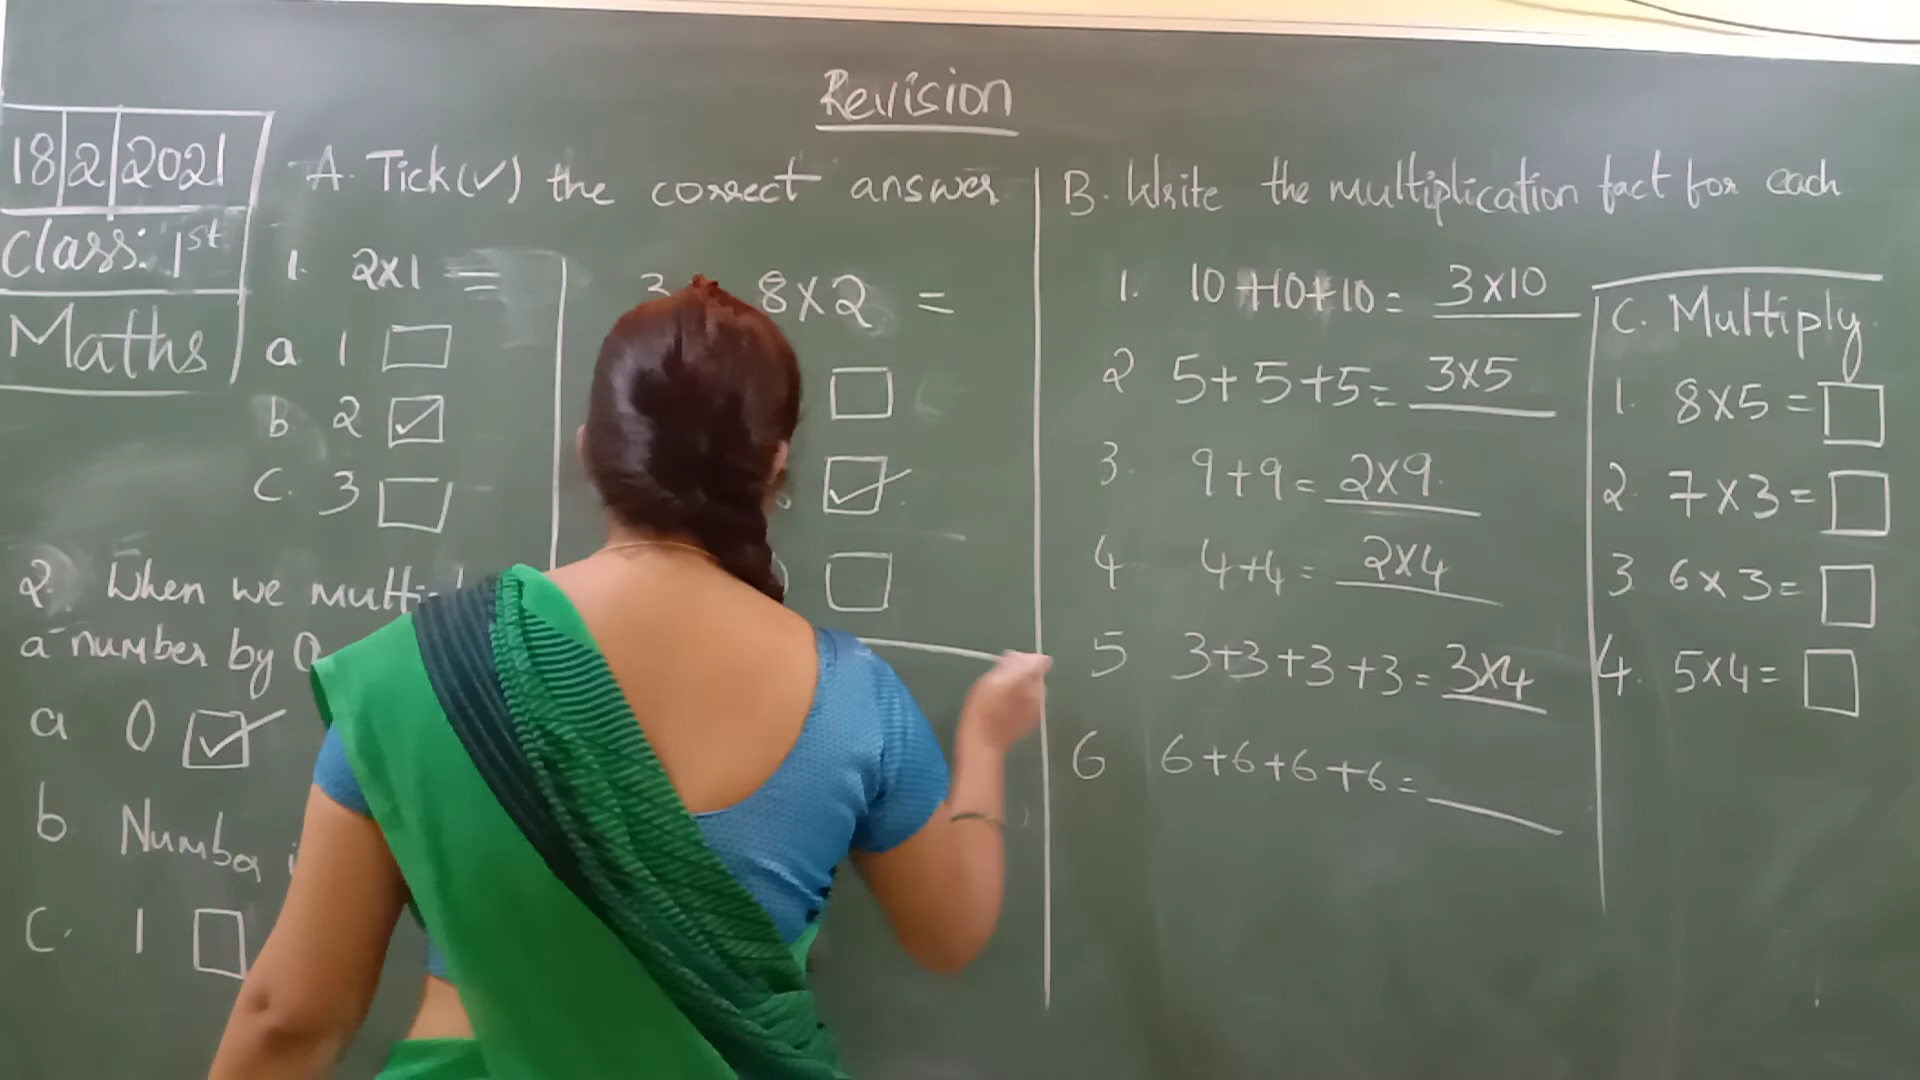 Revision
18|2|2021
Class: 1st
Maths
A. Tick(✓) the correct answer
1. 2x1 =
a 1 □
b 2 ☑
C. 3 □
2. When we
a number by 0
a 0 ☑
b Number
C. 1 □
3 8x2 =
□
☑
□
B. Write the multiplication fact for each
1. 10+10+10= 3x10
2 5+5+5= 3x5
3. 9+9= 2x9
4 4+4= 2x4
5 3+3+3+3= 3x4
6 6+6+6+6=
C. Multiply
1. 8x5=□
2. 7x3=□
3 6x3=□
4. 5x4=□